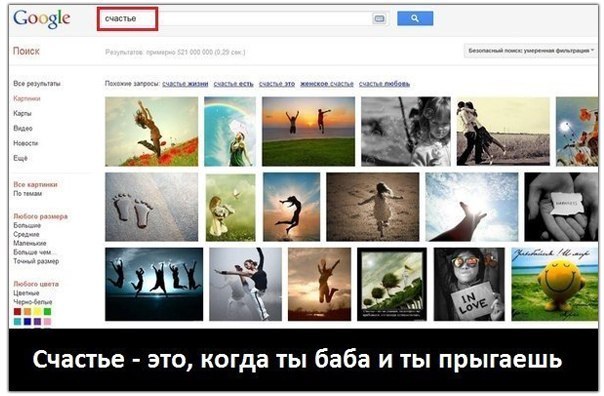 Google
счастье
Поиск
Результатов: примерно 521 000 000 (0,29 сек.)
Безопасный поиск: умеренная фильтрация
Все результаты
Картинки
Карты
Видео
Новости
Ещё
Похожие запросы: счастье жизни счастье есть счастье это женское счастье счастье любовь
Все картинки
По темам
Любого размера
Большие
Средние
Маленькие
Больше чем...
Точный размер
Любого цвета
Цветные
Черно-белые
HAPPINESS
IN
LOVE
Улыбайся! И мир
Счастье - это, когда ты баба и ты прыгаешь